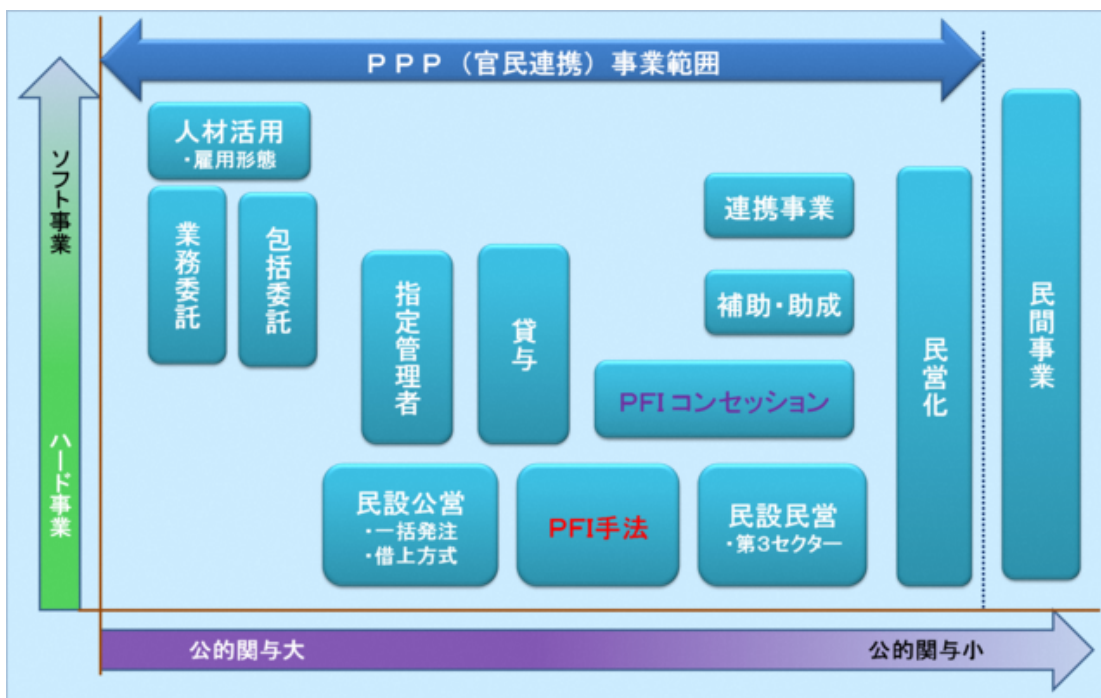 PPP（官民連携）事業範囲
人材活用
・雇用形態
業務委託
包括委託
指定管理者
貸与
連携事業
補助・助成
PFIコンセッション
民営化
民間事業
民設公営
・一括発注
・借上方式
PFI手法
民設民営
・第３セクター
ソフト事業
ハード事業
公的関与大
公的関与小